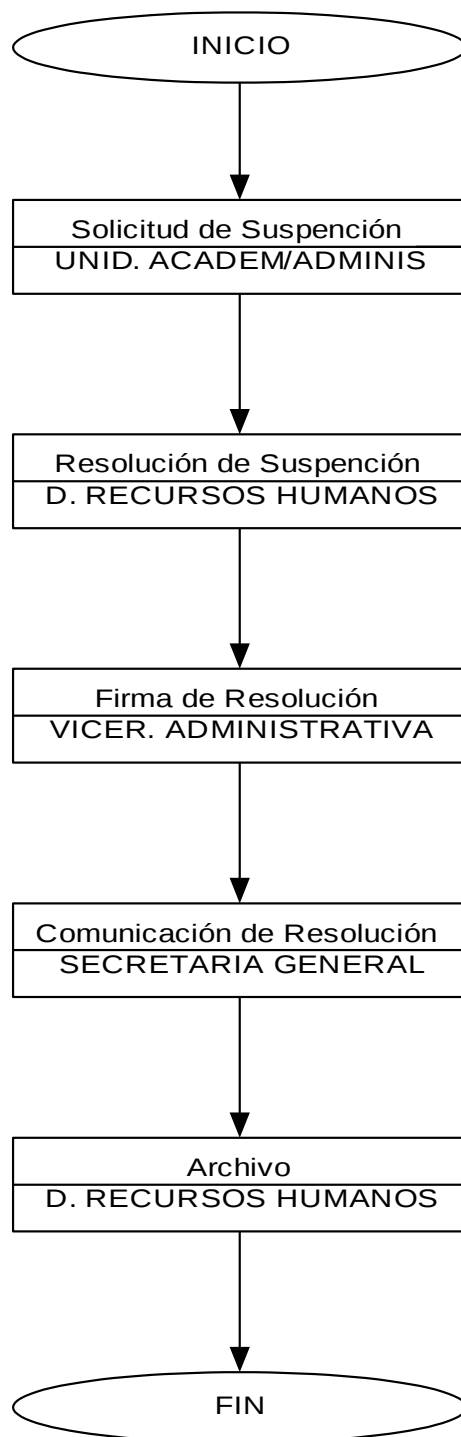 INICIO
Solicitud de Suspención
UNID. ACADEM/ADMINIS
Resolución de Suspención
D. RECURSOS HUMANOS
Firma de Resolución
VICER. ADMINISTRATIVA
Comunicación de Resolución
SECRETARIA GENERAL
Archivo
D. RECURSOS HUMANOS
FIN